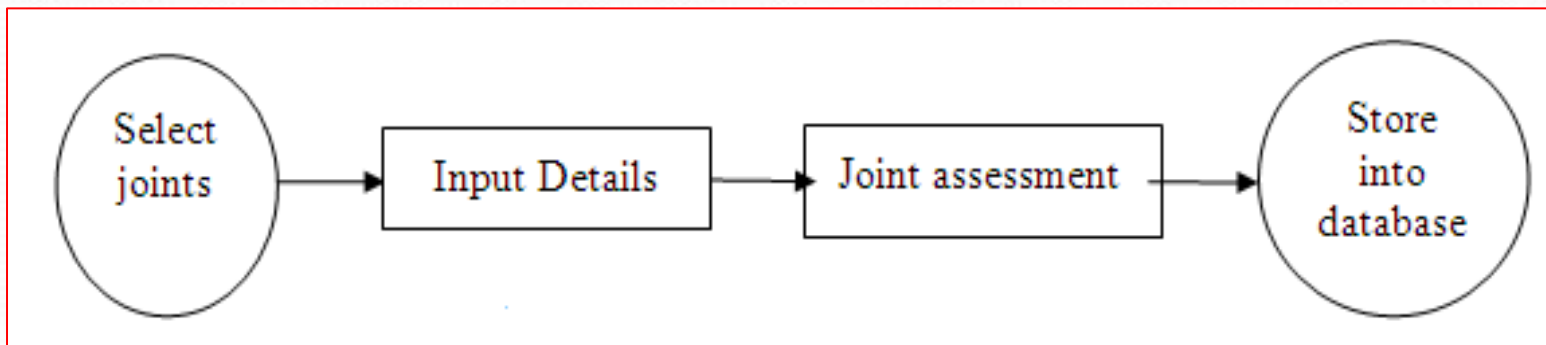 Select
joints
Input Details
Joint assessment
Store
into
database